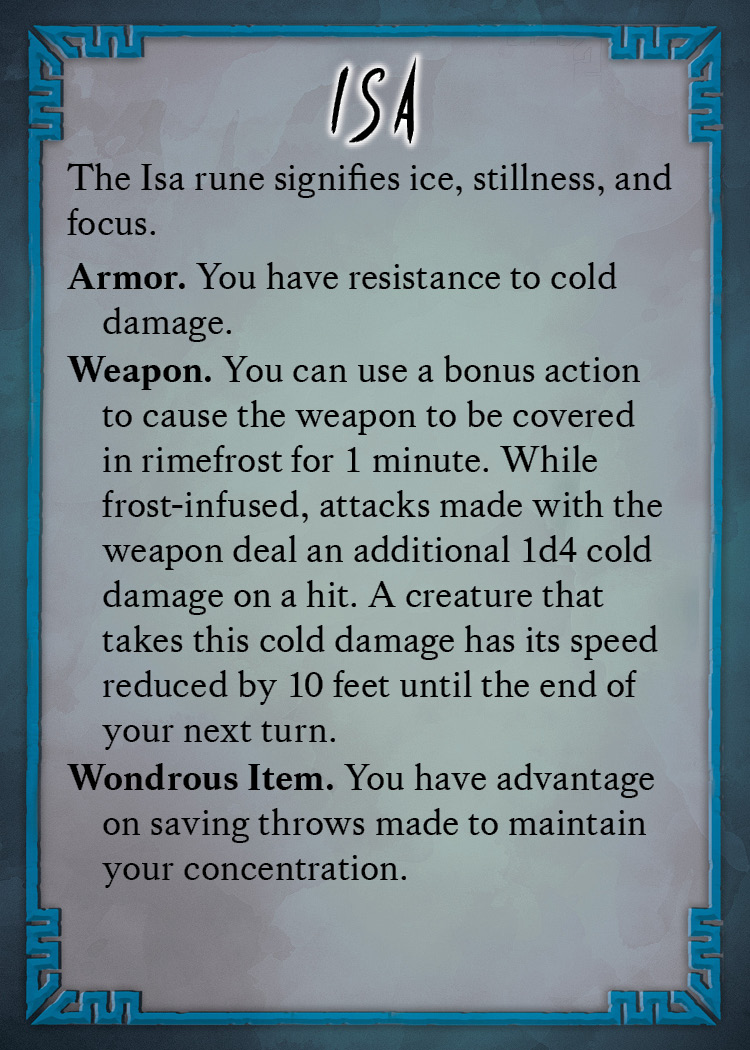 ISA
The Isa rune signifies ice, stillness, and
focus.
Armor. You have resistance to cold
damage.
Weapon. You can use a bonus action
to cause the weapon to be covered
in rimefrost for 1 minute. While
frost-infused, attacks made with the
weapon deal an additional 1d4 cold
damage on a hit. A creature that
takes this cold damage has its speed
reduced by 10 feet until the end of
your next turn.
Wondrous Item. You have advantage
on saving throws made to maintain
your concentration.